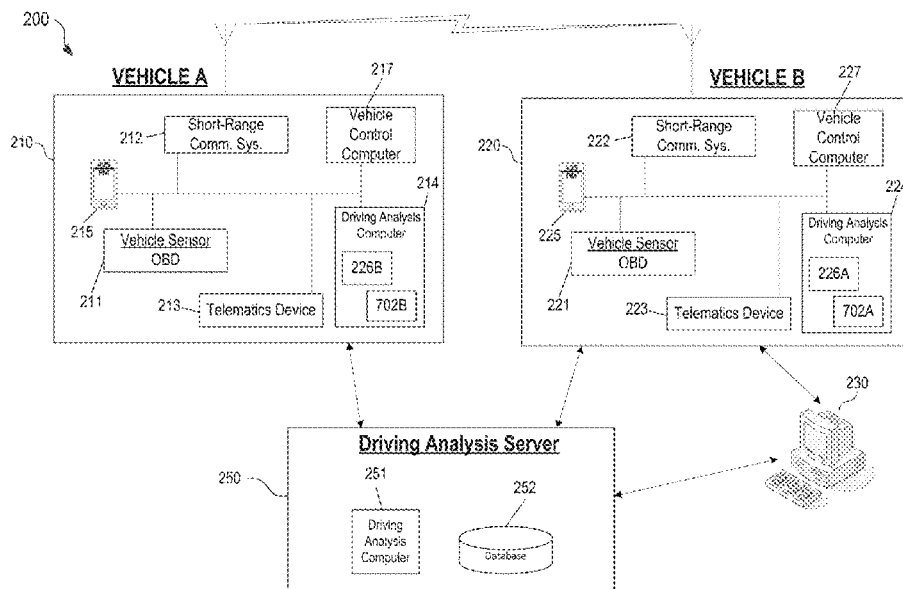 200
VEHICLE A
VEHICLE B
217
227
210
212
Short-Range
Comm. Sys.
Vehicle
Control
Computer
220
222
Short-Range
Comm. Sys.
Vehicle
Control
Computer
214
224
215
Driving Analysis
Computer
225
Driving Analysis
Computer
Vehicle Sensor
OBD
226B
Vehicle Sensor
OBD
226A
211
213
Telematics Device
702B
221
223
Telematics Device
702A
230
Driving Analysis Server
250
251
252
Driving
Analysis
Computer
Database